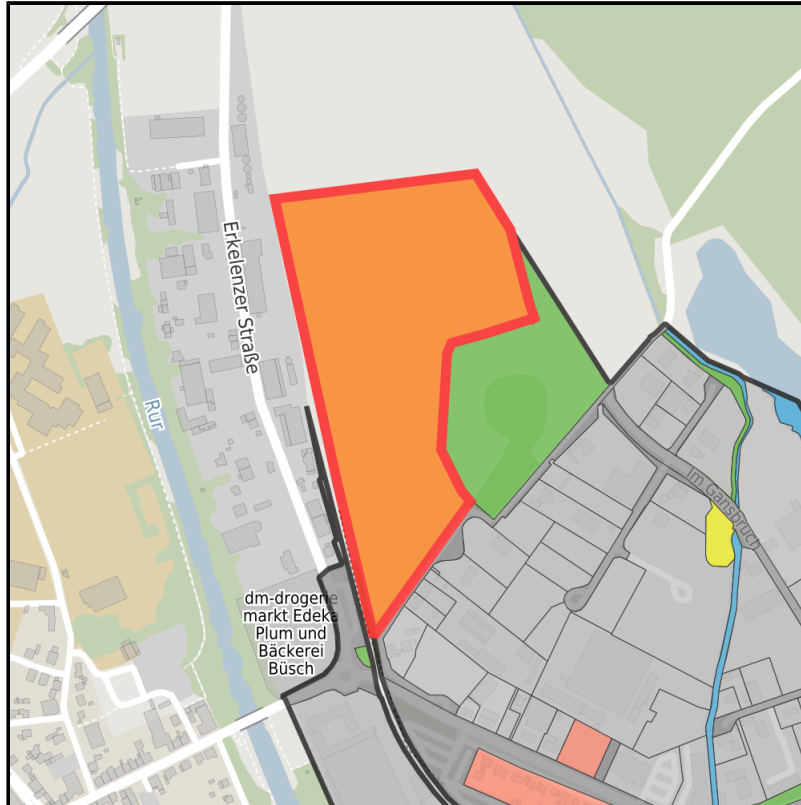 Erkelenzer Straße
Rur
Im Gansbruch
dm-drogerie
markt Edeka
Plum und
Bäckerei
Büsch